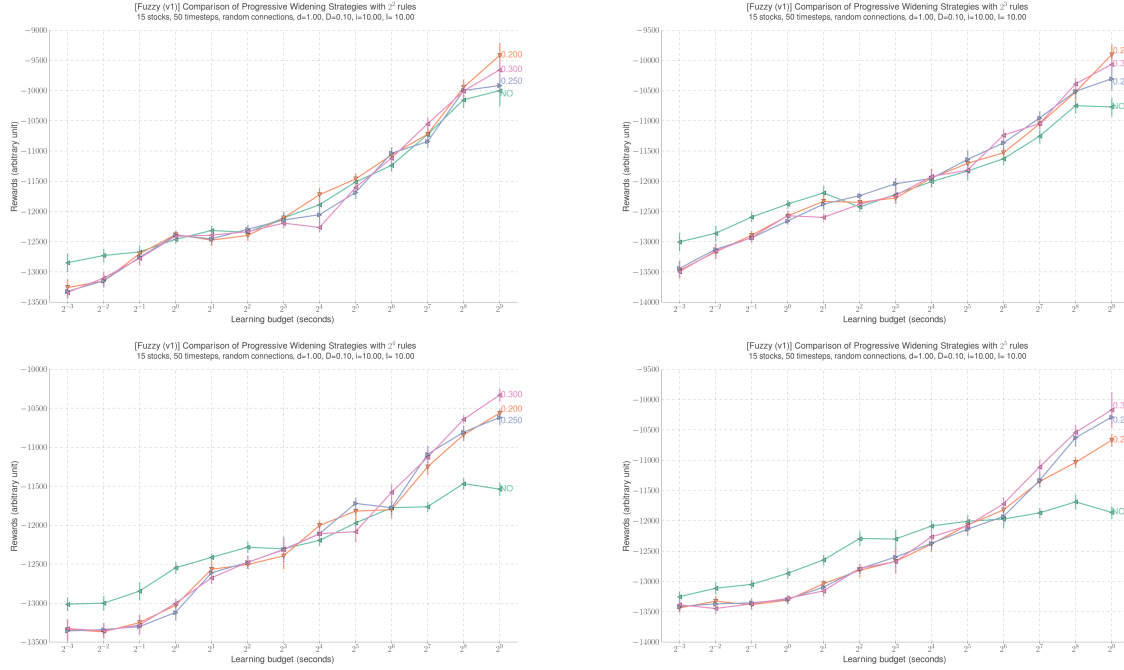 [Fuzzy (v1)] Comparison of Progressive Widening Strategies with 2^2 rules
15 stocks, 50 timesteps, random connections, d=1.00, D=0.10, i=10.00, I= 10.00
Rewards (arbitrary unit)
−9000
−9500
−10000
−10500
−11000
−11500
−12000
−12500
−13000
−13500
0.200
0.300
0.250
NO
2^−3 2^−2 2^−1 2^0 2^1 2^2 2^3 2^4 2^5 2^6 2^7 2^8 2^9
Learning budget (seconds)
[Fuzzy (v1)] Comparison of Progressive Widening Strategies with 2^3 rules
15 stocks, 50 timesteps, random connections, d=1.00, D=0.10, i=10.00, I= 10.00
Rewards (arbitrary unit)
−9500
−10000
−10500
−11000
−11500
−12000
−12500
−13000
−13500
−14000
0.2
0.3
0.2
NO
2^−3 2^−2 2^−1 2^0 2^1 2^2 2^3 2^4 2^5 2^6 2^7 2^8 2^9
Learning budget (seconds)
[Fuzzy (v1)] Comparison of Progressive Widening Strategies with 2^4 rules
15 stocks, 50 timesteps, random connections, d=1.00, D=0.10, i=10.00, I= 10.00
Rewards (arbitrary unit)
−10000
−10500
−11000
−11500
−12000
−12500
−13000
−13500
0.300
0.200
0.250
NO
2^−3 2^−2 2^−1 2^0 2^1 2^2 2^3 2^4 2^5 2^6 2^7 2^8 2^9
Learning budget (seconds)
[Fuzzy (v1)] Comparison of Progressive Widening Strategies with 2^5 rules
15 stocks, 50 timesteps, random connections, d=1.00, D=0.10, i=10.00, I= 10.00
Rewards (arbitrary unit)
−9500
−10000
−10500
−11000
−11500
−12000
−12500
−13000
−13500
−14000
0.3
0.2
0.2
NO
2^−3 2^−2 2^−1 2^0 2^1 2^2 2^3 2^4 2^5 2^6 2^7 2^8 2^9
Learning budget (seconds)